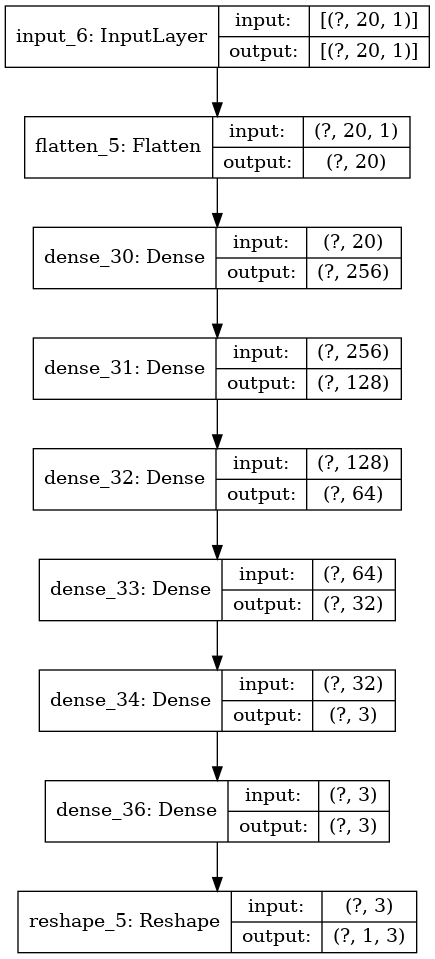 input_6: InputLayer input: [(?, 20, 1)]
output: [(?, 20, 1)]
flatten_5: Flatten input: (?, 20, 1)
output: (?, 20)
dense_30: Dense input: (?, 20)
output: (?, 256)
dense_31: Dense input: (?, 256)
output: (?, 128)
dense_32: Dense input: (?, 128)
output: (?, 64)
dense_33: Dense input: (?, 64)
output: (?, 32)
dense_34: Dense input: (?, 32)
output: (?, 3)
dense_36: Dense input: (?, 3)
output: (?, 3)
reshape_5: Reshape input: (?, 3)
output: (?, 1, 3)